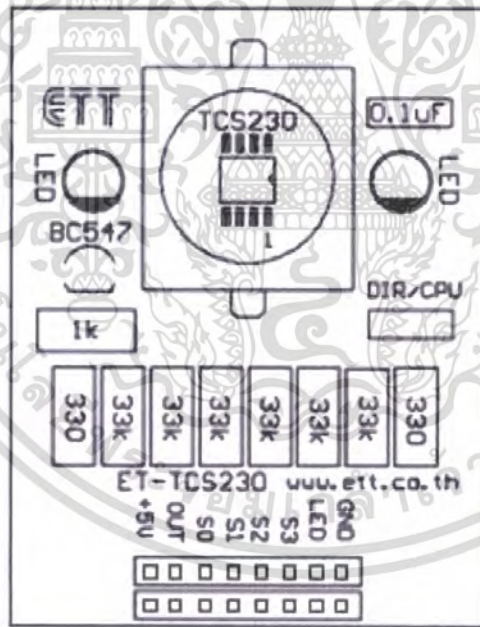 ETT
TCS230
0.1uF
LED
LED
BC547
1
DIR/CPU
1k
330
33k
33k
33k
33k
33k
33k
330
ET-TCS230 www.ett.co.th
+5V
OUT
S0
S1
S2
S3
LED
GND